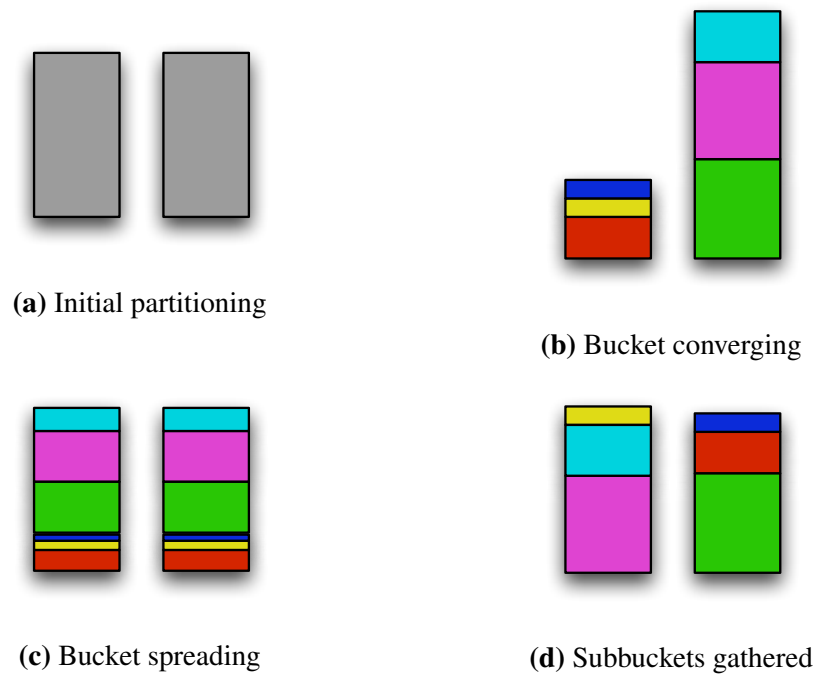 (a) Initial partitioning
(b) Bucket converging
(c) Bucket spreading
(d) Subbuckets gathered